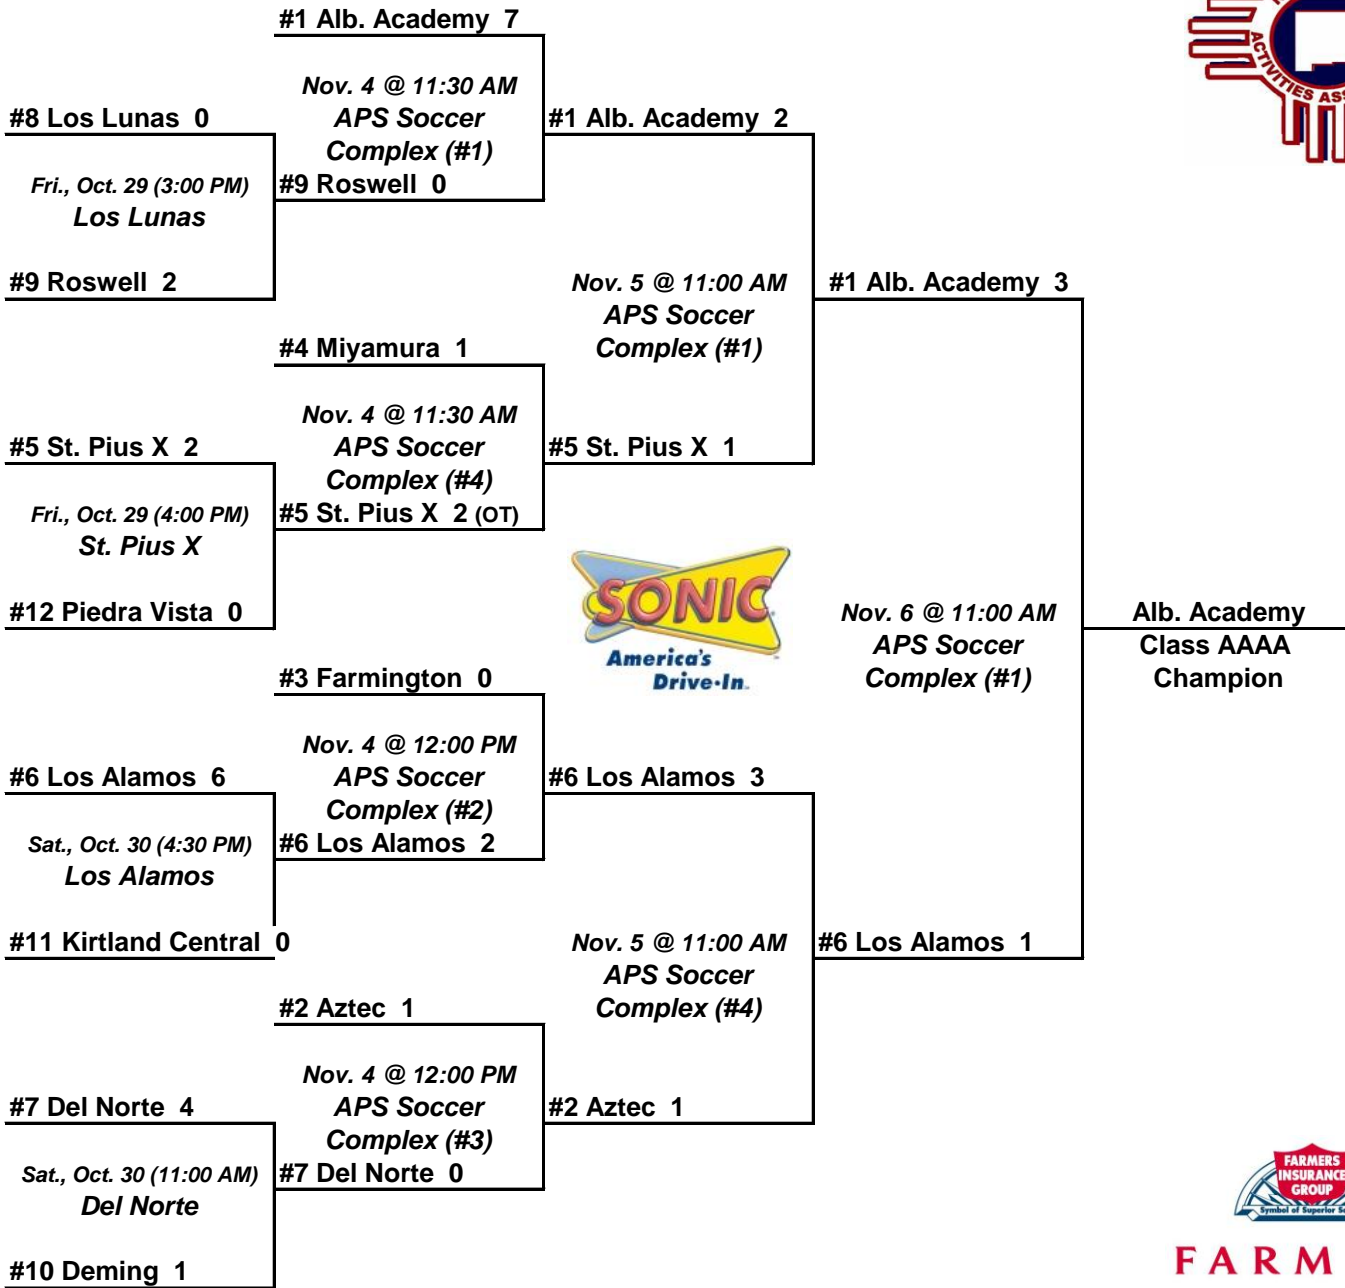 #1 Alb. Academy 7
Nov. 4 @ 11:30 AM
APS Soccer
Complex (#1)
#8 Los Lunas 0
#9 Roswell 0
Fri., Oct. 29 (3:00 PM)
Los Lunas
#9 Roswell 2
#1 Alb. Academy 2
#4 Miyamura 1
Nov. 4 @ 11:30 AM
APS Soccer
Complex (#4)
#5 St. Pius X 2
#5 St. Pius X 2 (OT)
Fri., Oct. 29 (4:00 PM)
St. Pius X
#12 Piedra Vista 0
Nov. 5 @ 11:00 AM
APS Soccer
Complex (#1)
#5 St. Pius X 1
#1 Alb. Academy 3
SONIC
America's
Drive-In
#3 Farmington 0
Nov. 4 @ 12:00 PM
APS Soccer
Complex (#2)
#6 Los Alamos 6
#6 Los Alamos 2
Sat., Oct. 30 (4:30 PM)
Los Alamos
#11 Kirtland Central 0
#6 Los Alamos 3
Nov. 5 @ 11:00 AM
APS Soccer
Complex (#4)
#6 Los Alamos 1
#2 Aztec 1
Nov. 4 @ 12:00 PM
APS Soccer
Complex (#3)
#7 Del Norte 4
#7 Del Norte 0
Sat., Oct. 30 (11:00 AM)
Del Norte
#10 Deming 1
#2 Aztec 1
Nov. 6 @ 11:00 AM
APS Soccer
Complex (#1)
Alb. Academy
Class AAAA
Champion
ACTIVITIES ASS
FARMERS
INSURANCE
GROUP
Symbol of Superior Se
FARM